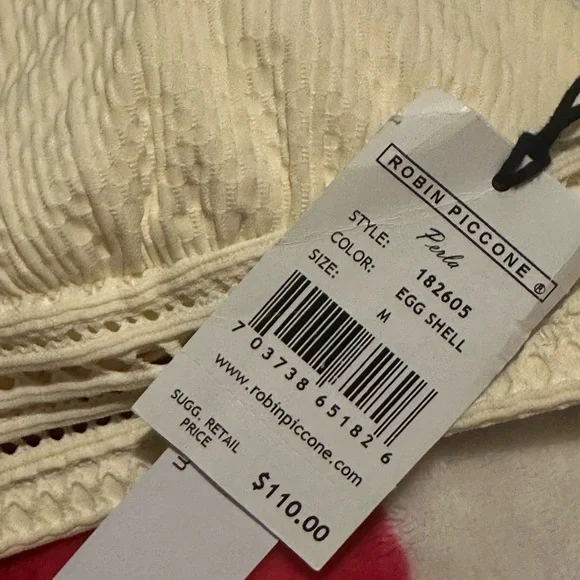 ROBIN PICCONE ®
Perla
STYLE: 182605
COLOR: EGG SHELL
SIZE: M
7 03738 65182 6
www.robinpiccone.com
SUGG. RETAIL
PRICE
$110.00